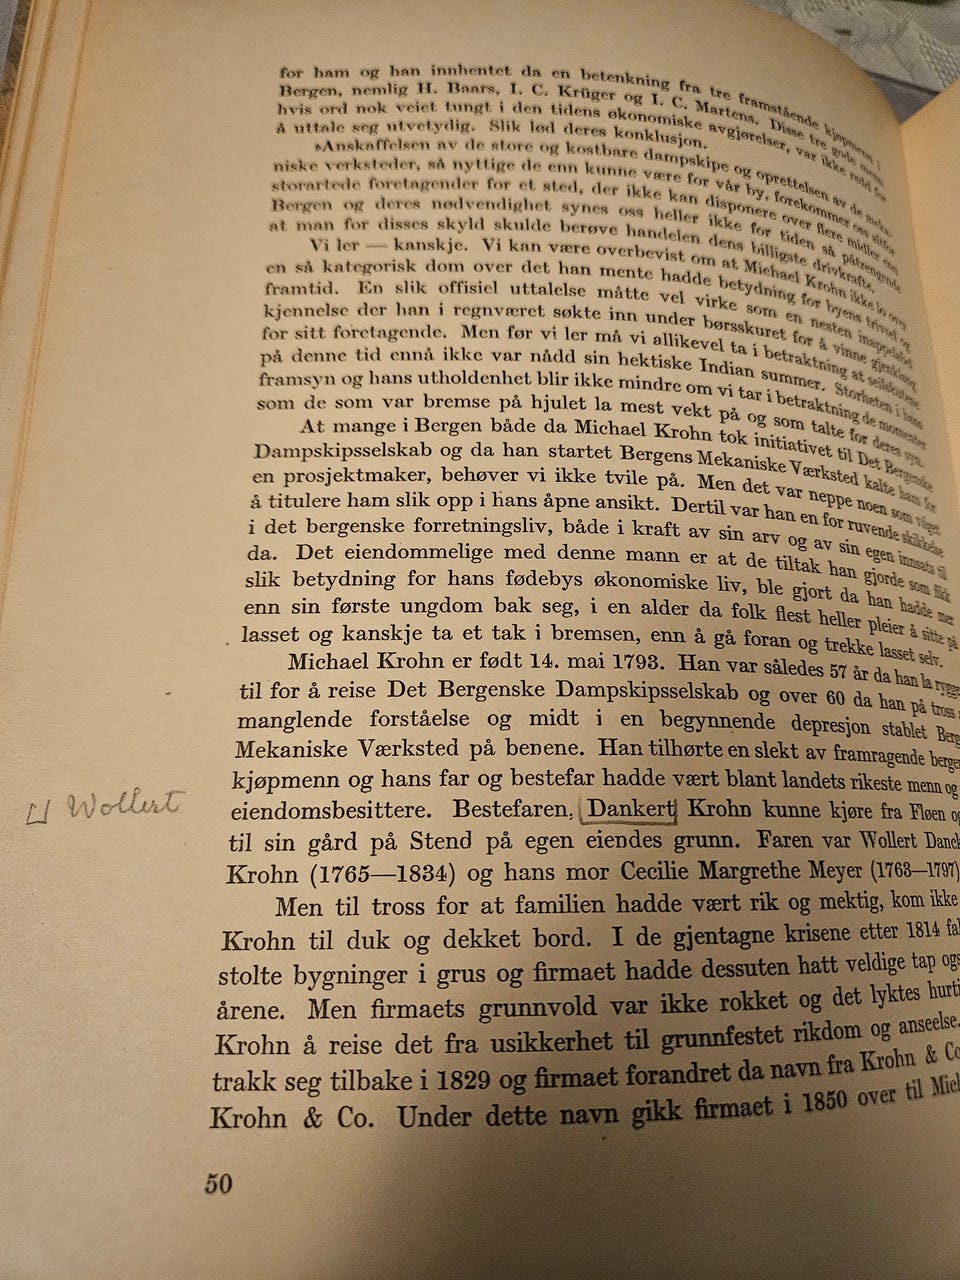 for ham og han innhentet da en betenkning fra tre framstående kjøpmenn i
Bergen, nemlig H. Baars, I. C. Krüger og I. C. Martens. Disse tre gode menn
hvis ord nok veiet tungt i den tidens økonomiske avgjørelser, var ikke redd for
å uttale seg utvetydig. Slik lød deres konklusjon.
»Anskaffelsen av de store og kostbare dampskipe og oprettelsen av de meka-
niske verksteder, så nyttige de enn kunne være for vår by, forekommer oss altfor
storartede foretagender for et sted, der ikke kan disponere over flere midler enn
Bergen og deres nødvendighet synes oss heller ikke for tiden så påtrengende
at man for disses skyld skulde berøve handelen dens billigste drivkraft«.
Vi ler — kanskje. Vi kan være overbevist om at Michael Krohn ikke lo over
en så kategorisk dom over det han mente hadde betydning for byens trivsel og
framtid. En slik offisiel uttalelse måtte vel virke som en nesten inappelabel
kjennelse der han i regnværet søkte inn under børsskuret for å vinne gjenklang
for sitt foretagende. Men før vi ler må vi allikevel ta i betraktning at seilskutene
på denne tid ennå ikke var nådd sin hektiske Indian summer. Storheten i hans
framsyn og hans utholdenhet blir ikke mindre om vi tar i betraktning de momenter
som de som var bremse på hjulet la mest vekt på og som talte for deres syn.
At mange i Bergen både da Michael Krohn tok initiativet til Det Bergenske
Dampskipsselskab og da han startet Bergens Mekaniske Værksted kalte ham for
en prosjektmaker, behøver vi ikke tvile på. Men det var neppe noen som våget
å titulere ham slik opp i hans åpne ansikt. Dertil var han en for ruvende skikkelse
i det bergenske forretningsliv, både i kraft av sin arv og av sin egen innsats til
da. Det eiendommelige med denne mann er at de tiltak han gjorde som fikk
slik betydning for hans fødebys økonomiske liv, ble gjort da han hadde mer
enn sin første ungdom bak seg, i en alder da folk flest heller pleier å sitte på
lasset og kanskje ta et tak i bremsen, enn å gå foran og trekke lasset selv.
Michael Krohn er født 14. mai 1793. Han var således 57 år da han la rygge
til for å reise Det Bergenske Dampskipsselskab og over 60 da han på tross
manglende forståelse og midt i en begynnende depresjon stablet Berg
Mekaniske Værksted på benene. Han tilhørte en slekt av framragende berge
kjøpmenn og hans far og bestefar hadde vært blant landets rikeste menn og
⌊⌋ Wollert
eiendomsbesittere. Bestefaren, Dankert Krohn kunne kjøre fra Fløen og
til sin gård på Stend på egen eiendes grunn. Faren var Wollert Danck
Krohn (1765—1834) og hans mor Cecilie Margrethe Meyer (1763—1797)
Men til tross for at familien hadde vært rik og mektig, kom ikke
Krohn til duk og dekket bord. I de gjentagne krisene etter 1814 fal
stolte bygninger i grus og firmaet hadde dessuten hatt veldige tap ogs
årene. Men firmaets grunnvold var ikke rokket og det lyktes hurti
Krohn å reise det fra usikkerhet til grunnfestet rikdom og anseelse.
trakk seg tilbake i 1829 og firmaet forandret da navn fra Krohn & Co
Krohn & Co. Under dette navn gikk firmaet i 1850 over til Mich
50